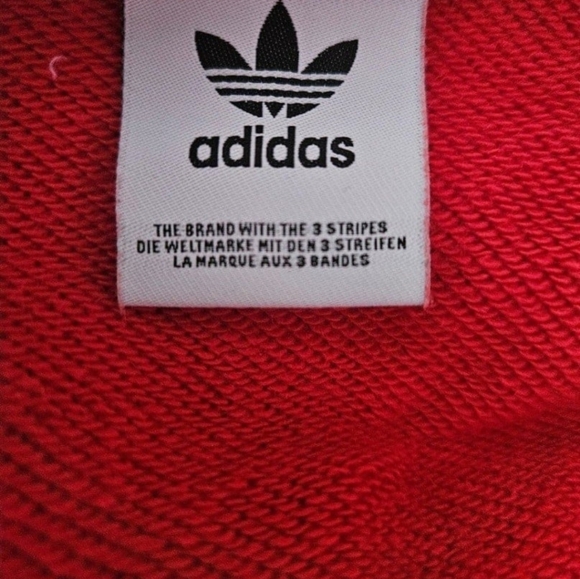 adidas
THE BRAND WITH THE 3 STRIPES
DIE WELTMARKE MIT DEN 3 STREIFEN
LA MARQUE AUX 3 BANDES